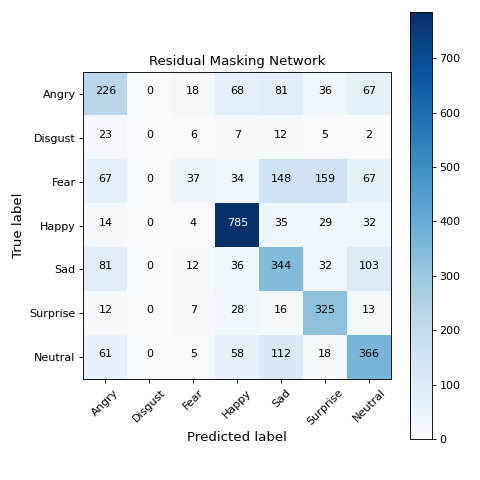 Residual Masking Network
Angry 226 0 18 68 81 36 67
Disgust 23 0 6 7 12 5 2
Fear 67 0 37 34 148 159 67
Happy 14 0 4 785 35 29 32
Sad 81 0 12 36 344 32 103
Surprise 12 0 7 28 16 325 13
Neutral 61 0 5 58 112 18 366
Angry Disgust Fear Happy Sad Surprise Neutral
Predicted label
True label
700
600
500
400
300
200
100
0